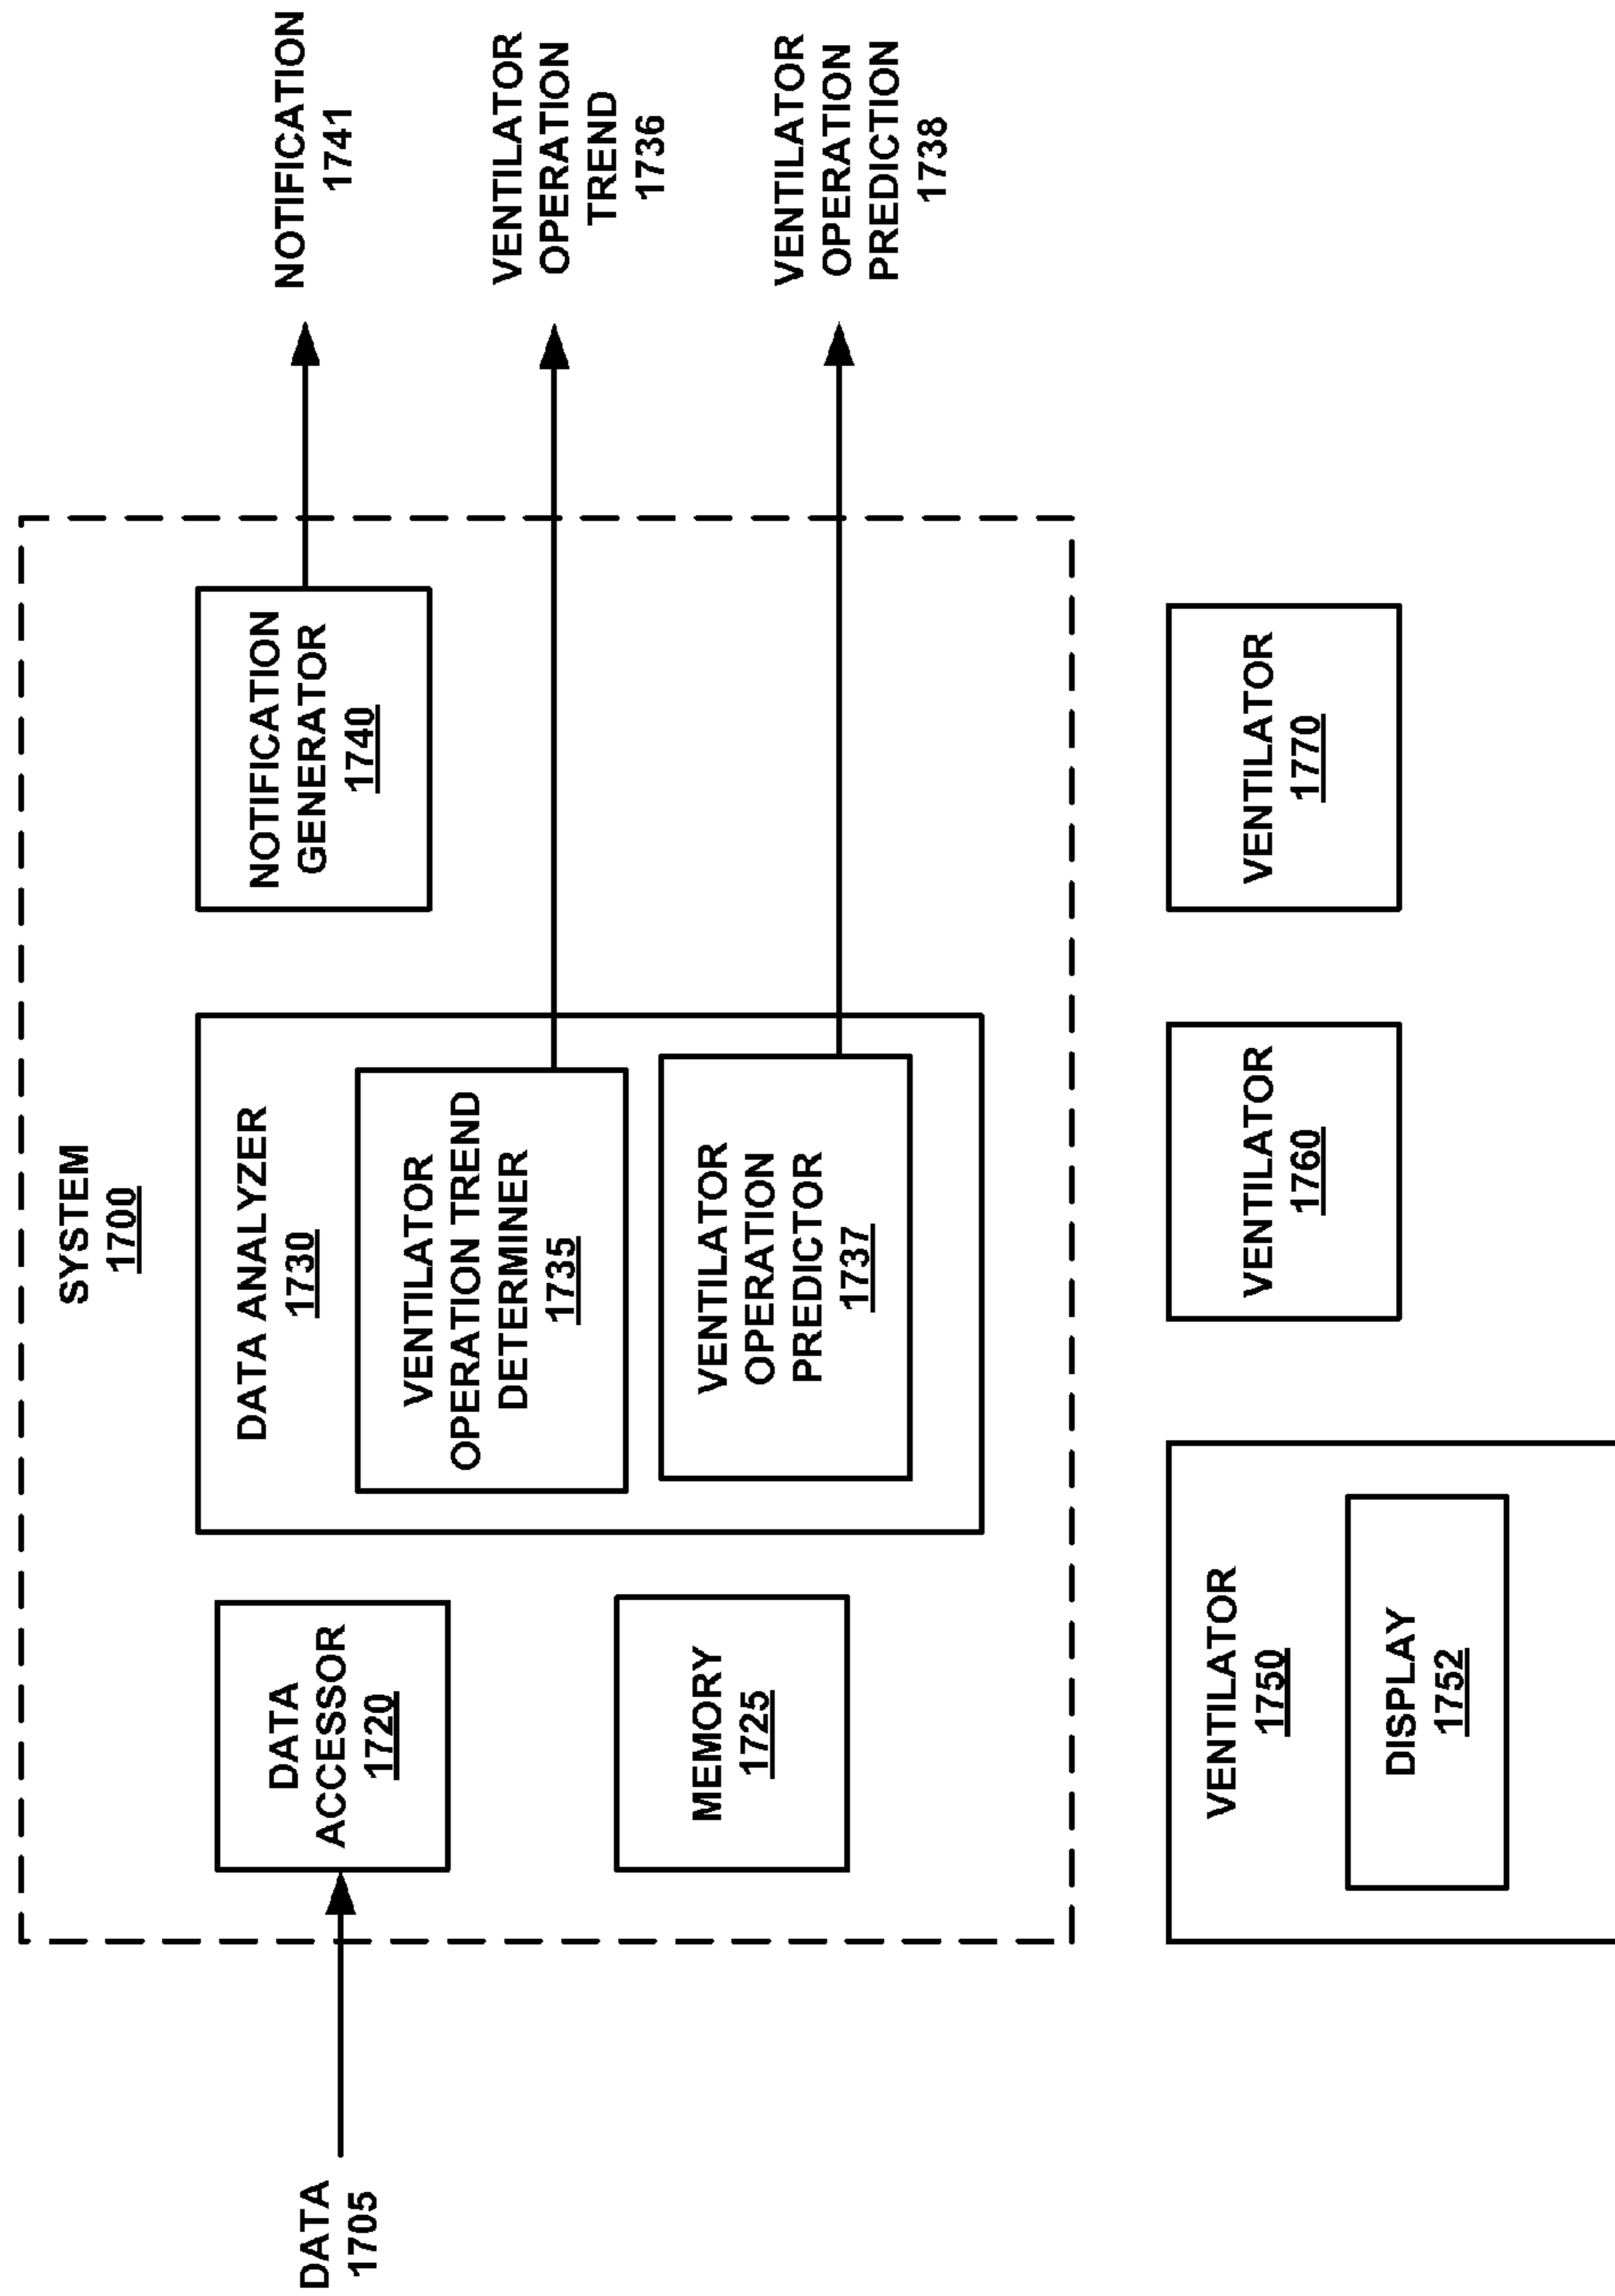 SYSTEM
1700
DATA
1705
DATA
ACCESSOR
1720
MEMORY
1725
DATA ANALYZER
1730
VENTILATOR
OPERATION TREND
DETERMINER
1735
VENTILATOR
OPERATION
PREDICTOR
1737
NOTIFICATION
GENERATOR
1740
NOTIFICATION
1741
VENTILATOR
OPERATION
TREND
1736
VENTILATOR
OPERATION
PREDICTION
1738
VENTILATOR
1750
DISPLAY
1752
VENTILATOR
1760
VENTILATOR
1770